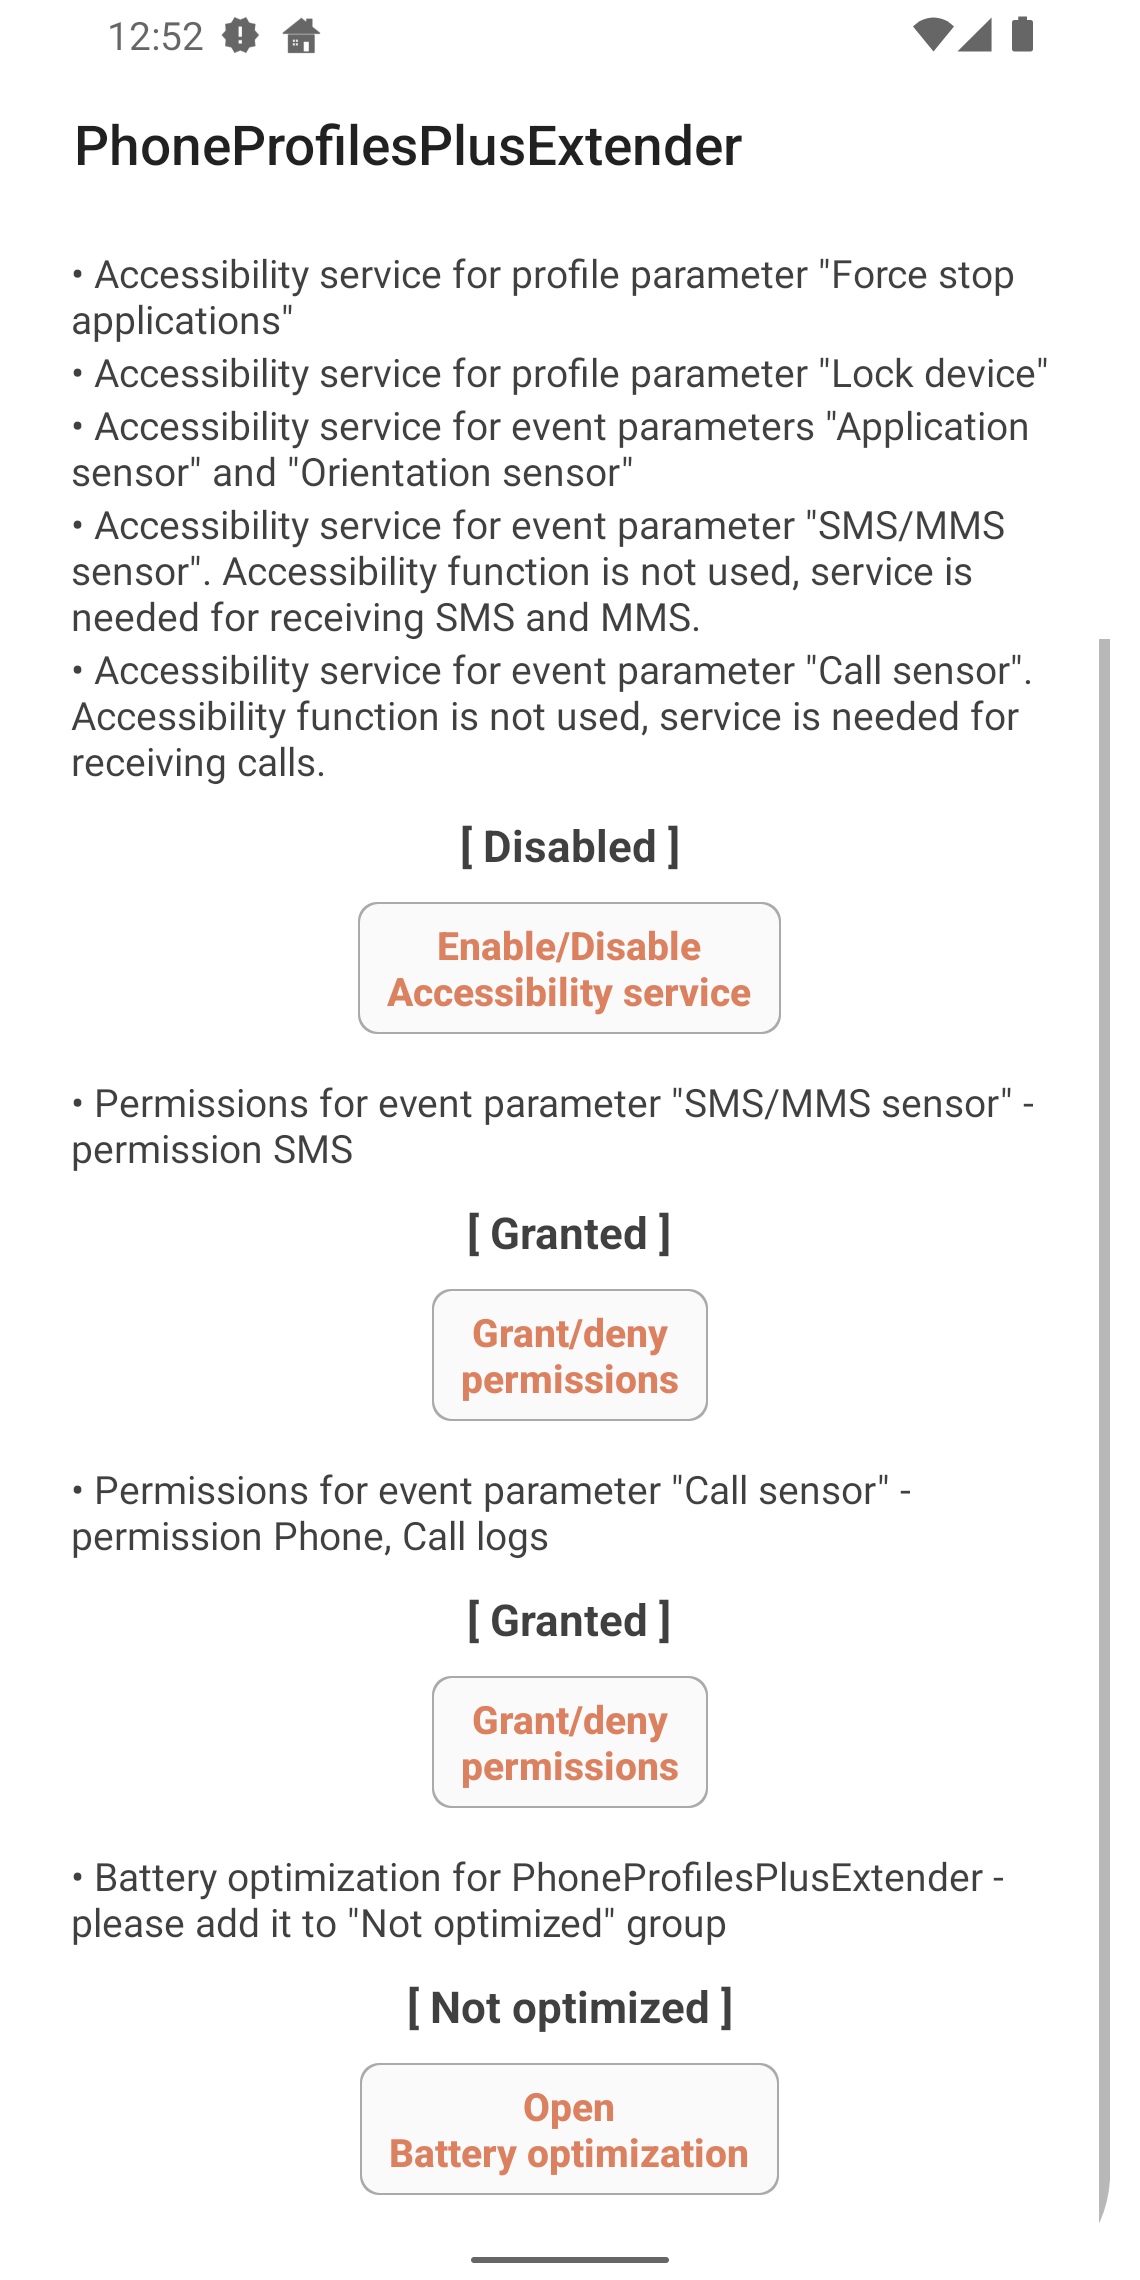 12:52
PhoneProfilesPlusExtender
• Accessibility service for profile parameter "Force stop
applications"
• Accessibility service for profile parameter "Lock device"
• Accessibility service for event parameters "Application
sensor" and "Orientation sensor"
• Accessibility service for event parameter "SMS/MMS
sensor". Accessibility function is not used, service is
needed for receiving SMS and MMS.
• Accessibility service for event parameter "Call sensor".
Accessibility function is not used, service is needed for
receiving calls.
[ Disabled ]
Enable/Disable
Accessibility service
• Permissions for event parameter "SMS/MMS sensor" -
permission SMS
[ Granted ]
Grant/deny
permissions
• Permissions for event parameter "Call sensor" -
permission Phone, Call logs
[ Granted ]
Grant/deny
permissions
• Battery optimization for PhoneProfilesPlusExtender -
please add it to "Not optimized" group
[ Not optimized ]
Open
Battery optimization